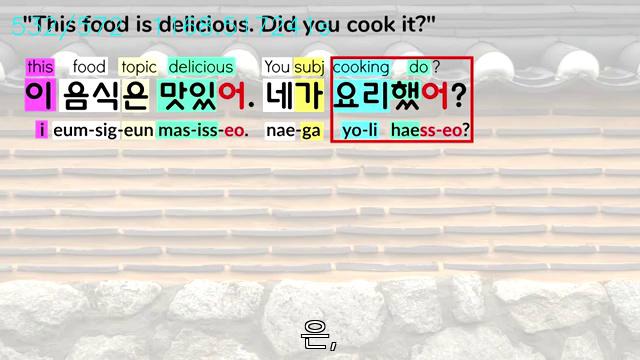 "This food is delicious. Did you cook it?"
this food topic delicious You subj cooking do ?
이 음식은 맛있어. 네가 요리했어?
i eum-sig-eun mas-iss-eo. nae-ga yo-li haess-eo?
은,